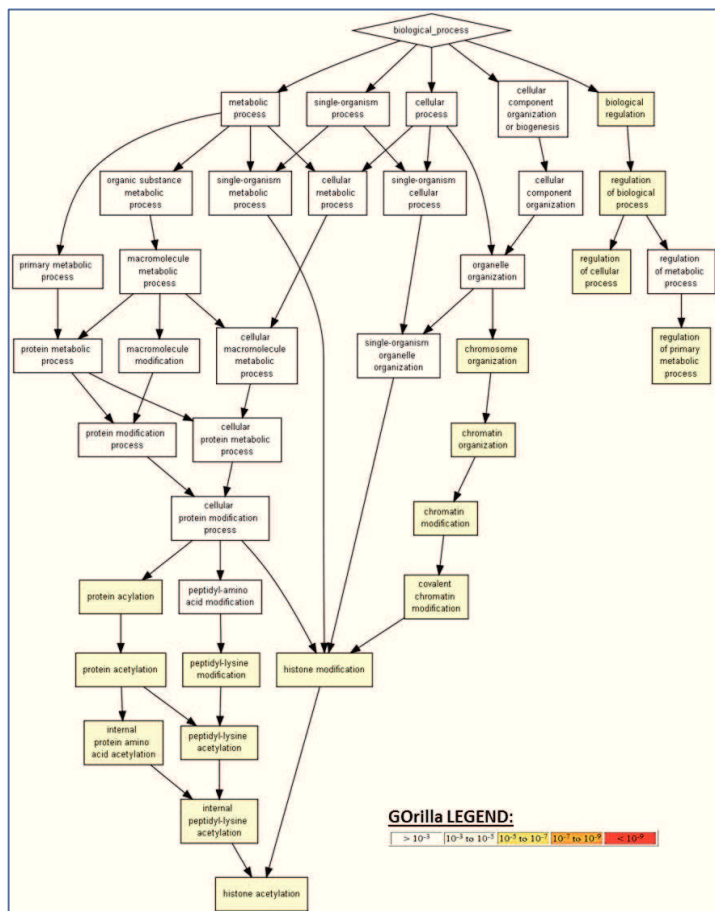 biological_process
metabolic
process
single-organism
process
cellular
process
cellular
component
organization
or biogenesis
biological
regulation
organic substance
metabolic
process
single-organism
metabolic
process
cellular
metabolic
process
single-organism
cellular
process
cellular
component
organization
regulation
of biological
process
primary metabolic
process
macromolecule
metabolic
process
organelle
organization
regulation
of cellular
process
regulation
of metabolic
process
protein metabolic
process
macromolecule
modification
cellular
macromolecule
metabolic
process
single-organism
organelle
organization
chromosome
organization
regulation
of primary
metabolic
process
protein modification
process
cellular
protein metabolic
process
chromatin
organization
cellular
protein modification
process
chromatin
modification
protein acylation
peptidyl-amino
acid modification
covalent
chromatin
modification
protein acetylation
peptidyl-lysine
modification
histone modification
internal
protein amino
acid acetylation
peptidyl-lysine
acetylation
internal
peptidyl-lysine
acetylation
histone acetylation
GOrilla LEGEND:
> 10⁻³ 10⁻³ to 10⁻⁵ 10⁻⁵ to 10⁻⁷ 10⁻⁷ to 10⁻⁹ < 10⁻⁹